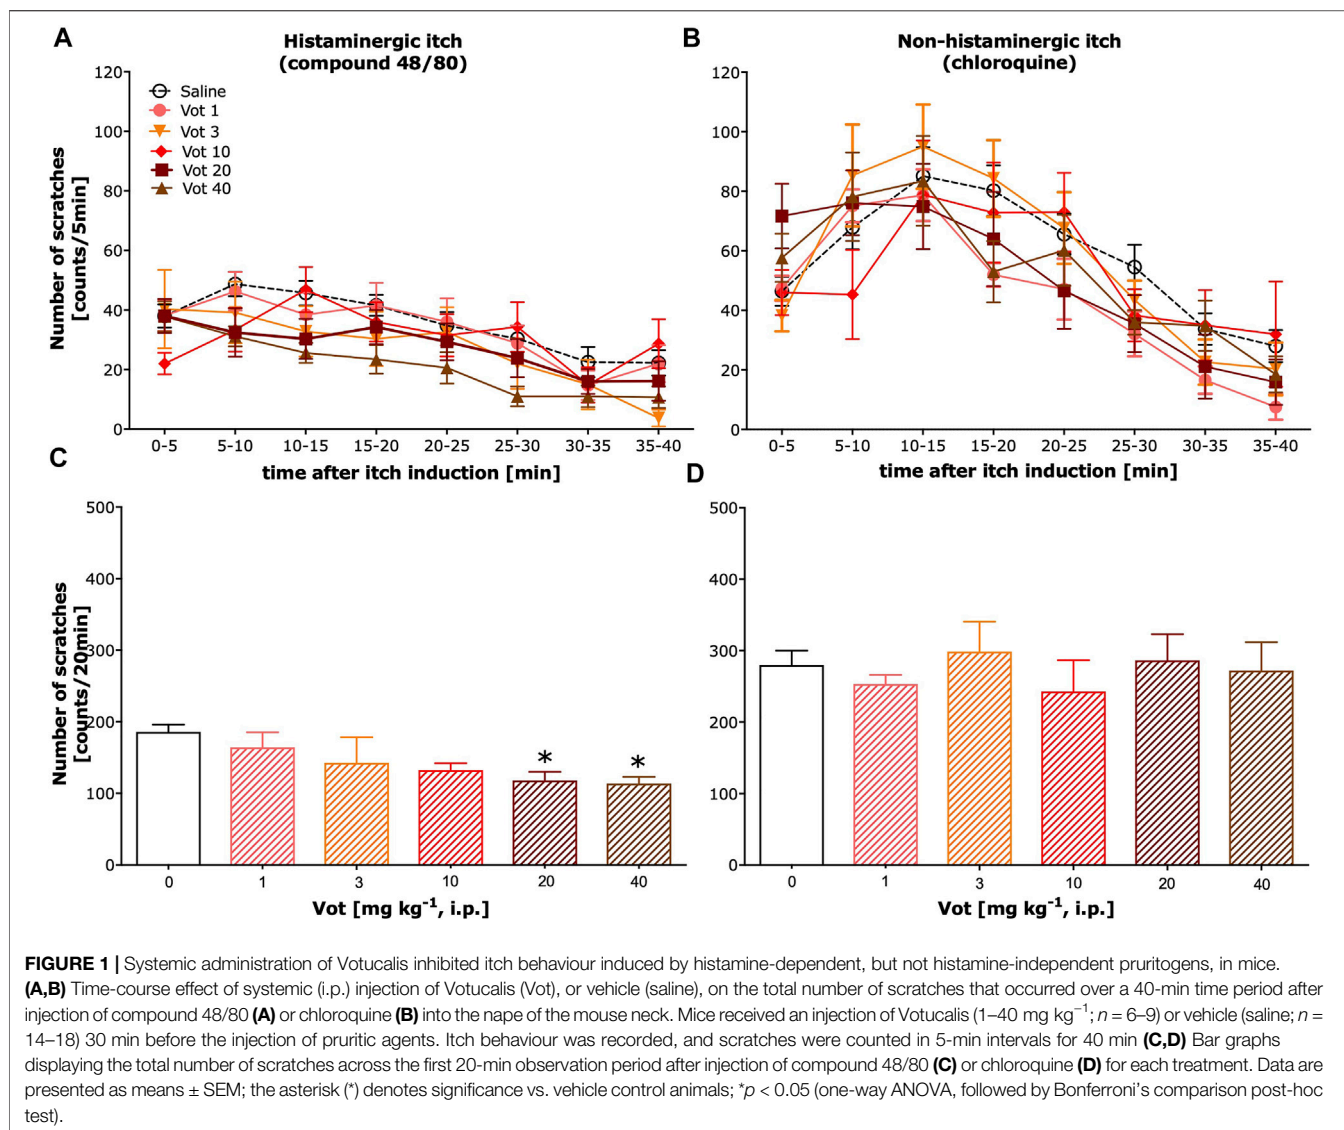 A
Histaminergic itch
(compound 48/80)
120
100
80
60
40
20
0
Number of scratches
[counts/5min]
Saline
Vot 1
Vot 3
Vot 10
Vot 20
Vot 40
0-5
5-10
10-15
15-20
20-25
25-30
30-35
35-40
time after itch induction [min]
B
Non-histaminergic itch
(chloroquine)
120
100
80
60
40
20
0
0-5
5-10
10-15
15-20
20-25
25-30
30-35
35-40
time after itch induction [min]
C
500
400
300
200
100
0
Number of scratches
[counts/20min]
*
*
0
1
3
10
20
40
Vot [mg kg⁻¹, i.p.]
D
500
400
300
200
100
0
0
1
3
10
20
40
Vot [mg kg⁻¹, i.p.]
FIGURE 1 | Systemic administration of Votucalis inhibited itch behaviour induced by histamine-dependent, but not histamine-independent pruritogens, in mice.
(A,B) Time-course effect of systemic (i.p.) injection of Votucalis (Vot), or vehicle (saline), on the total number of scratches that occurred over a 40-min time period after
injection of compound 48/80 (A) or chloroquine (B) into the nape of the mouse neck. Mice received an injection of Votucalis (1–40 mg kg⁻¹; n = 6–9) or vehicle (saline; n =
14–18) 30 min before the injection of pruritic agents. Itch behaviour was recorded, and scratches were counted in 5-min intervals for 40 min (C,D) Bar graphs
displaying the total number of scratches across the first 20-min observation period after injection of compound 48/80 (C) or chloroquine (D) for each treatment. Data are
presented as means ± SEM; the asterisk (*) denotes significance vs. vehicle control animals; *p < 0.05 (one-way ANOVA, followed by Bonferroni's comparison post-hoc
test).